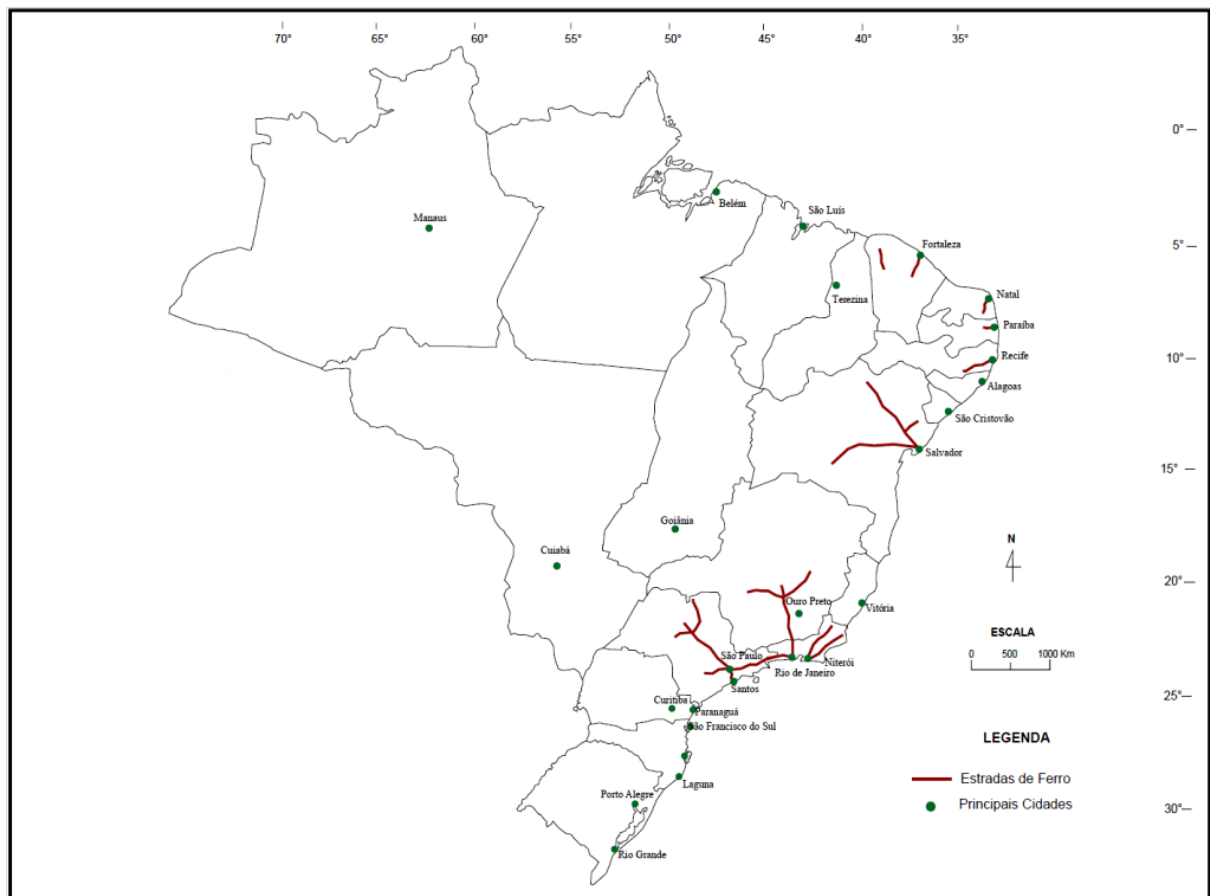 70°
65°
60°
55°
50°
45°
40°
35°
0°
5°
10°
15°
20°
25°
30°
Manaus
Belém
São Luís
Fortaleza
Terezina
Natal
Paraíba
Recife
Alagoas
São Cristovão
Salvador
Goiânia
Cuiabá
Ouro Preto
Vitória
São Paulo
Niterói
Rio de Janeiro
Santos
Curitiba
Paranaguá
São Francisco do Sul
Laguna
Porto Alegre
Rio Grande
N
ESCALA
0 500 1000 Km
LEGENDA
Estradas de Ferro
Principais Cidades